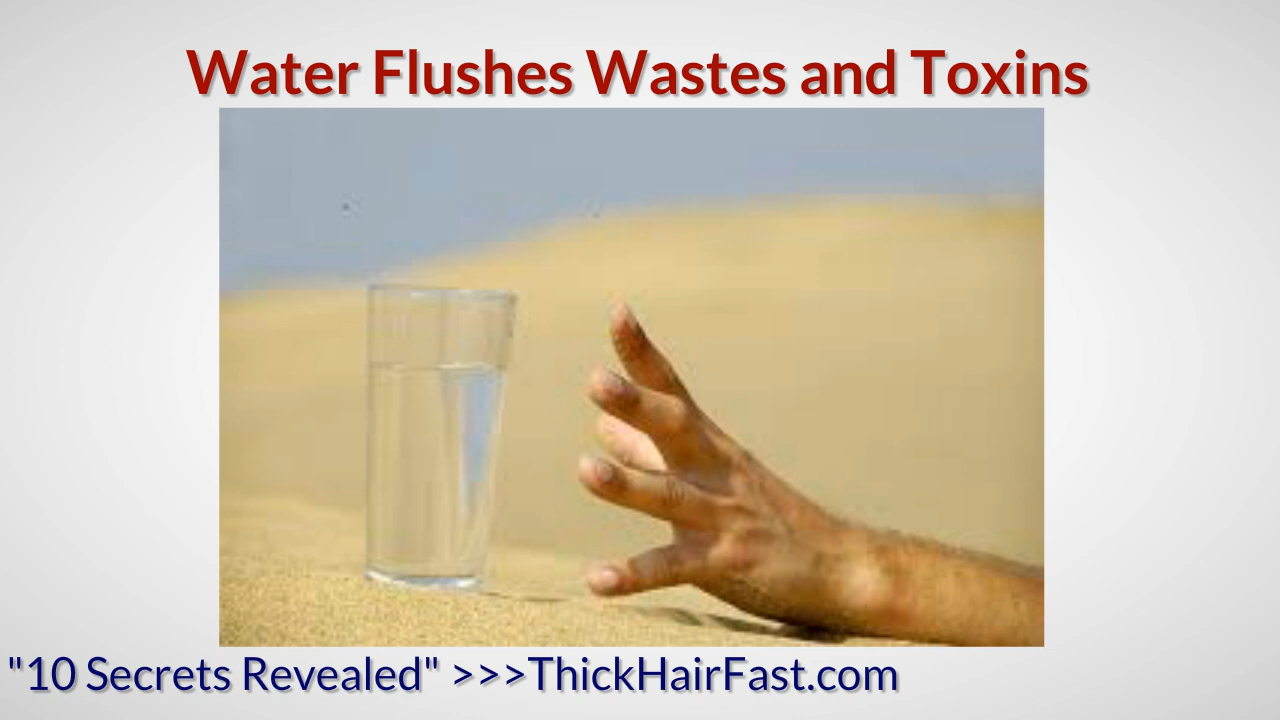 Water Flushes Wastes and Toxins
"10 Secrets Revealed" >>>ThickHairFast.com